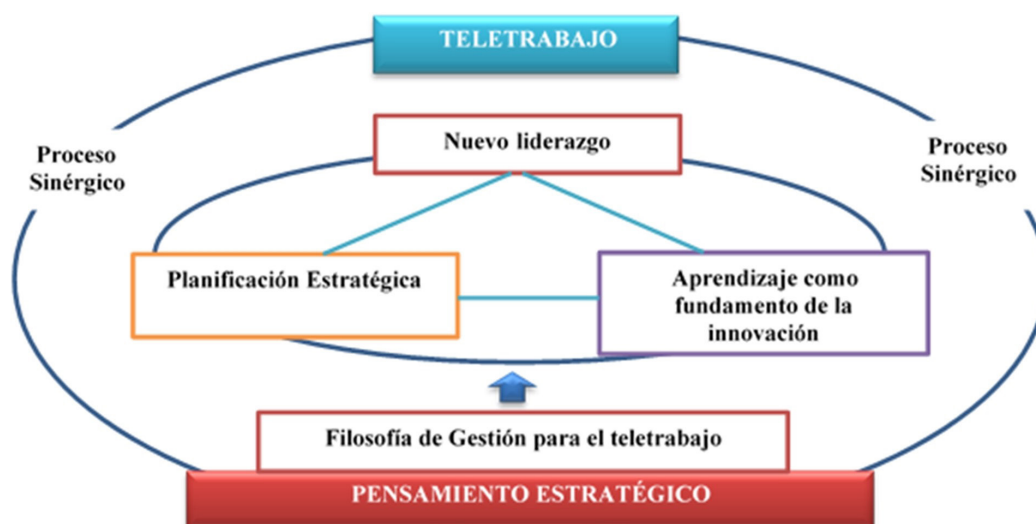 TELETRABAJO
Nuevo liderazgo
Proceso
Sinérgico
Proceso
Sinérgico
Planificación Estratégica
Aprendizaje como
fundamento de la
innovación
Filosofía de Gestión para el teletrabajo
PENSAMIENTO ESTRATÉGICO